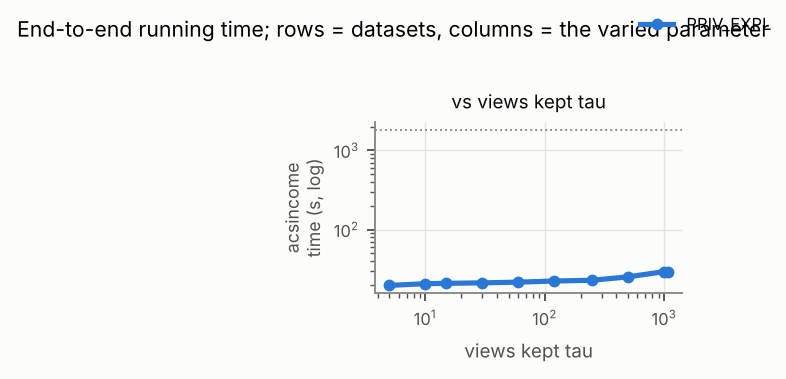 End-to-end running time; rows = datasets, columns = the varied parameter
PRIV_EXPL
vs views kept tau
acsincome
time (s, log)
10³
10²
10¹ 10² 10³
views kept tau